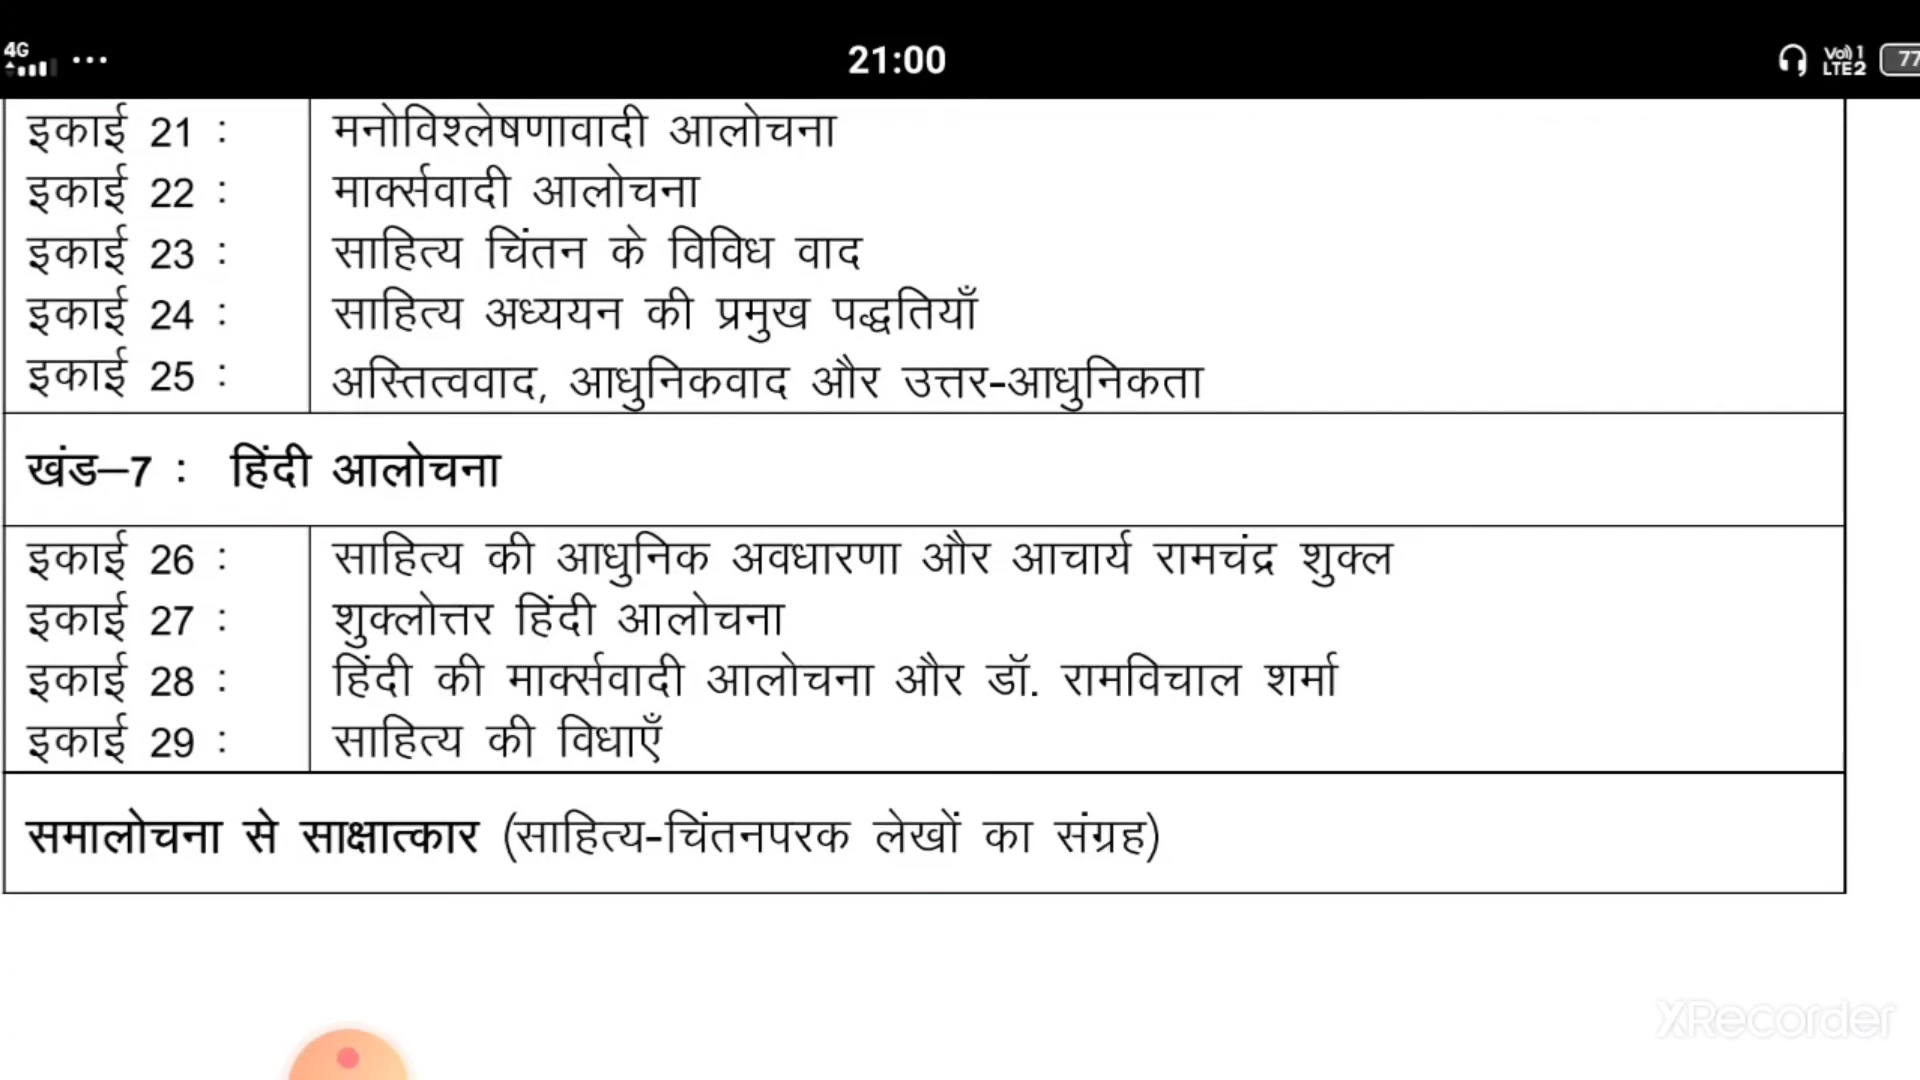 4G ... 21:00 Vo)) 1 LTE2 77
इकाई 21 : मनोविश्लेषणावादी आलोचना
इकाई 22 : मार्क्सवादी आलोचना
इकाई 23 : साहित्य चिंतन के विविध वाद
इकाई 24 : साहित्य अध्ययन की प्रमुख पद्धतियाँ
इकाई 25 : अस्तित्ववाद, आधुनिकवाद और उत्तर-आधुनिकता
खंड–7 : हिंदी आलोचना
इकाई 26 : साहित्य की आधुनिक अवधारणा और आचार्य रामचंद्र शुक्ल
इकाई 27 : शुक्लोत्तर हिंदी आलोचना
इकाई 28 : हिंदी की मार्क्सवादी आलोचना और डॉ. रामविचाल शर्मा
इकाई 29 : साहित्य की विधाएँ
समालोचना से साक्षात्कार (साहित्य-चिंतनपरक लेखों का संग्रह)
XRecorder